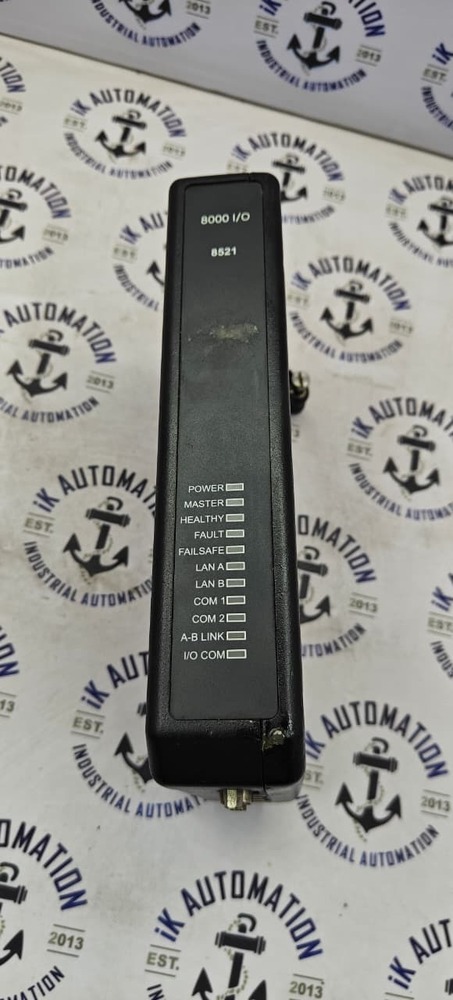 8000 I/O
8521
POWER
MASTER
HEALTHY
FAULT
FAILSAFE
LAN A
LAN B
COM 1
COM 2
A-B LINK
I/O COM
iK AUTOMATION
EST. 2013
INDUSTRIAL AUTOMATION